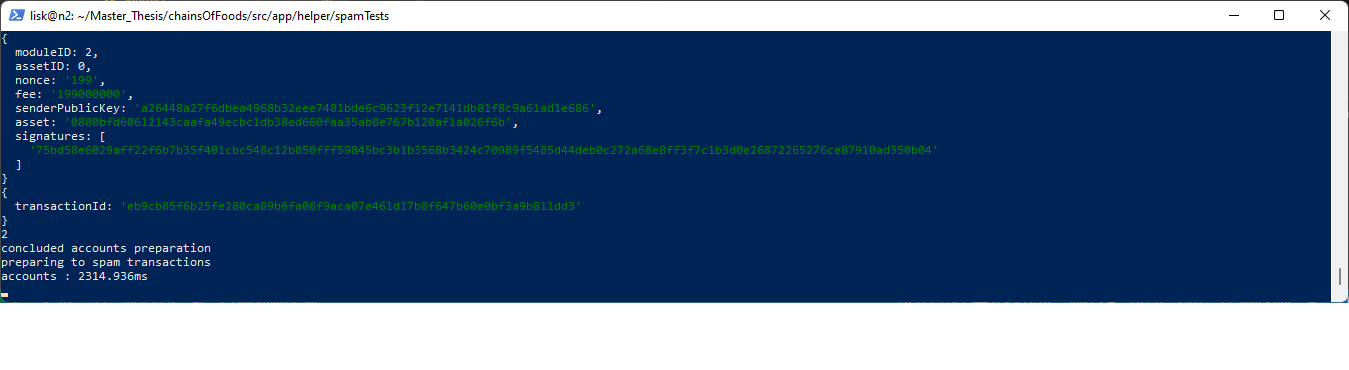 lisk@n2: ~/Master_Thesis/chainsOfFoods/src/app/helper/spamTests
{
  moduleID: 2,
  assetID: 0,
  nonce: '199',
  fee: '199000000',
  senderPublicKey: 'a26448a27f6dbea4968b32eee7481bde6c9623f12e7141db81f8c9a61ad1e686',
  asset: '0880bfd60612143caafa49ecbc1db38ed660faa35ab8e767b120af1a026f6b',
  signatures: [
    '75bd58e6029aff22f6b7b35f401cbc548c12b850fff59845bc3b1b3568b3424c70989f5485d44deb0c272a68e8ff3f7c1b3d0e26872265276ce87910ad350b04'
  ]
}
{
  transactionId: 'eb9cb85f6b25fe280ca89b6fa08f9aca07e461d17b8f647b60e0bf3a9b811dd3'
}
2
concluded accounts preparation
preparing to spam transactions
accounts : 2314.936ms